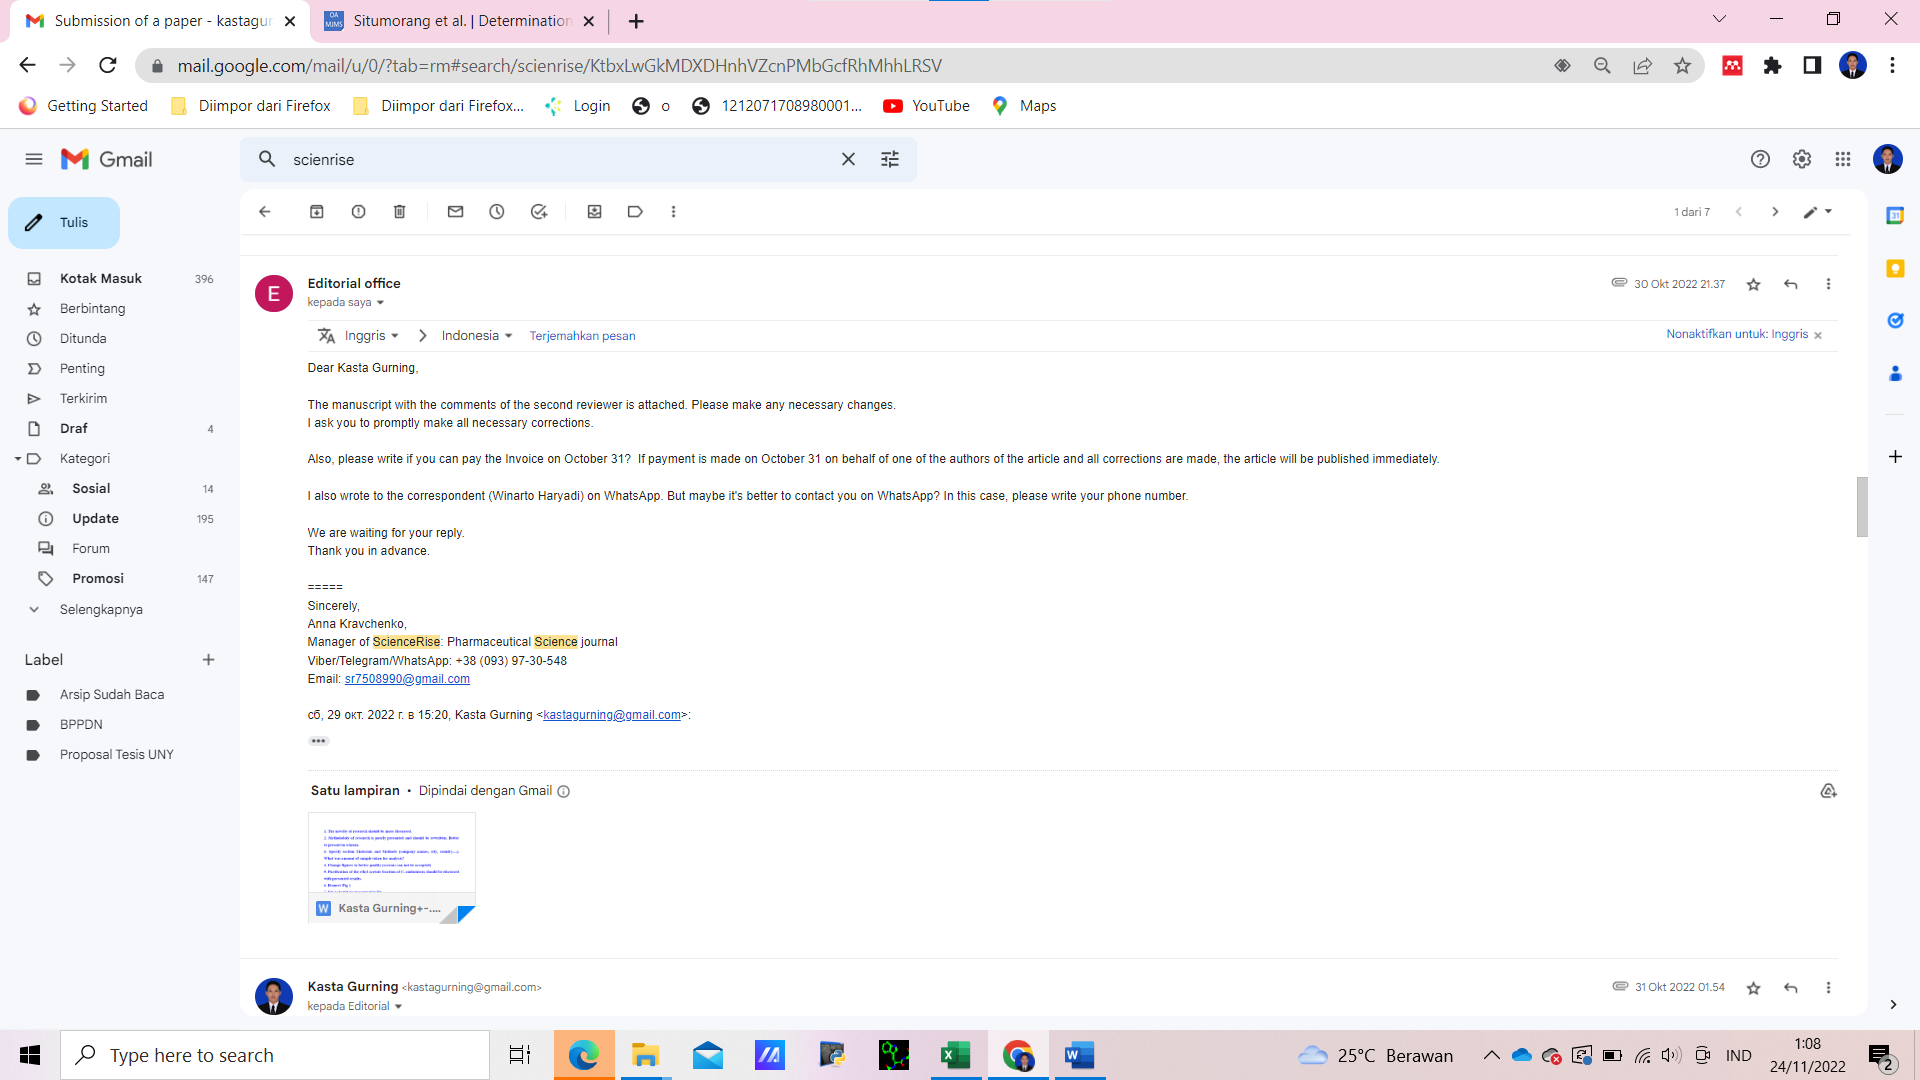 Submission of a paper - kastagur
OA MJMS
Situmorang et al. | Determination
mail.google.com/mail/u/0/?tab=rm#search/scienrise/KtbxLwGkMDXDHnhVZcnPMbGcfRhMhhLRSV
Getting Started
Diimpor dari Firefox
Diimpor dari Firefox...
Login
o
1212071708980001...
YouTube
Maps
Gmail
scienrise
Tulis
1 dari 7
Kotak Masuk 396
Berbintang
Ditunda
Penting
Terkirim
Draf 4
Kategori
Sosial 14
Update 195
Forum
Promosi 147
Selengkapnya
Label
Arsip Sudah Baca
BPPDN
Proposal Tesis UNY
31
E
Editorial office
30 Okt 2022 21.37
kepada saya
Inggris
Indonesia
Terjemahkan pesan
Nonaktifkan untuk: Inggris
Dear Kasta Gurning,
The manuscript with the comments of the second reviewer is attached. Please make any necessary changes.
I ask you to promptly make all necessary corrections.
Also, please write if you can pay the Invoice on October 31?  If payment is made on October 31 on behalf of one of the authors of the article and all corrections are made, the article will be published immediately.
I also wrote to the correspondent (Winarto Haryadi) on WhatsApp. But maybe it's better to contact you on WhatsApp? In this case, please write your phone number.
We are waiting for your reply.
Thank you in advance.
=====
Sincerely,
Anna Kravchenko,
Manager of ScienceRise: Pharmaceutical Science journal
Viber/Telegram/WhatsApp: +38 (093) 97-30-548
Email: sr7508990@gmail.com
сб, 29 окт. 2022 г. в 15:20, Kasta Gurning <kastagurning@gmail.com>:
Satu lampiran • Dipindai dengan Gmail
W Kasta Gurning+-....
Kasta Gurning <kastagurning@gmail.com>
31 Okt 2022 01.54
kepada Editorial
Type here to search
25°C Berawan
IND
1:08
24/11/2022
2